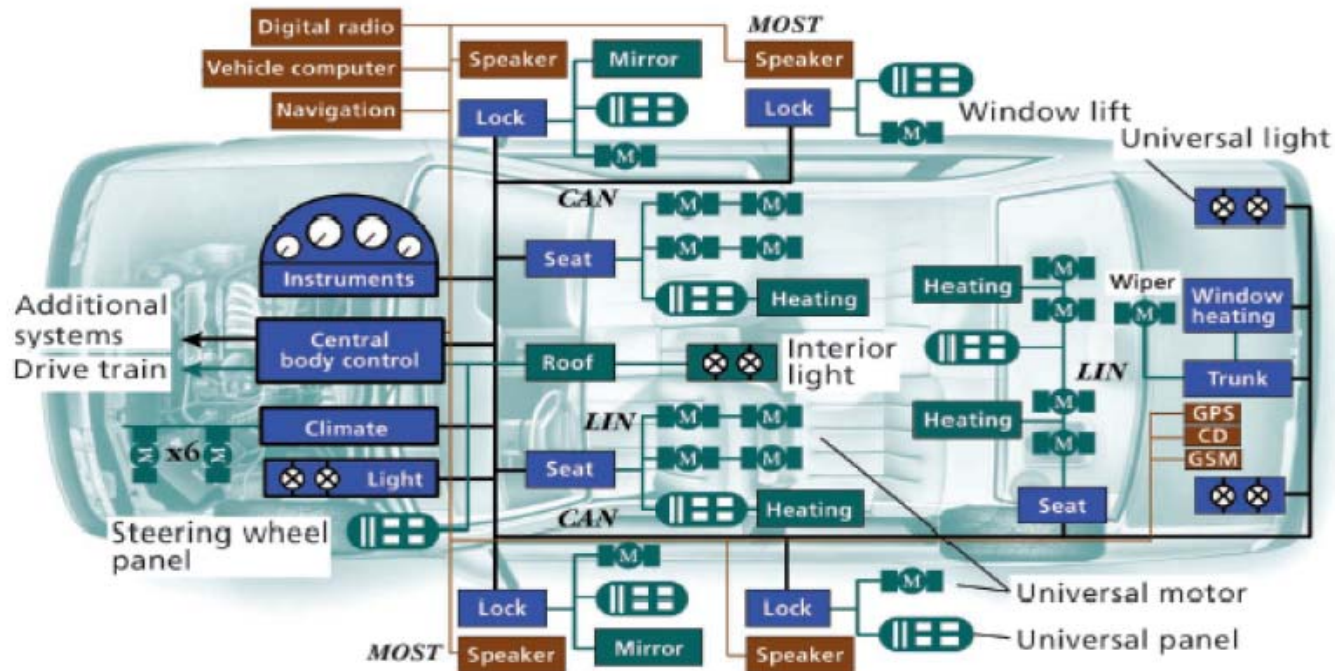 Digital radio
MOST
Vehicle computer
Speaker
Mirror
Speaker
Navigation
Lock
Lock
Window lift
M
M
Universal light
CAN
M
M
Instruments
Seat
M
M
Heating
Heating
M
Wiper
M
M
Window
heating
Additional
systems
Drive train
Central
body control
Roof
Interior
light
LIN
Trunk
LIN
M
M
M
GPS
Climate
Heating
CD
M
x6
M
M
M
M
GSM
Light
Seat
CAN
Heating
Seat
Steering wheel
panel
M
M
Universal motor
Lock
Lock
Universal panel
MOST
Speaker
Mirror
Speaker